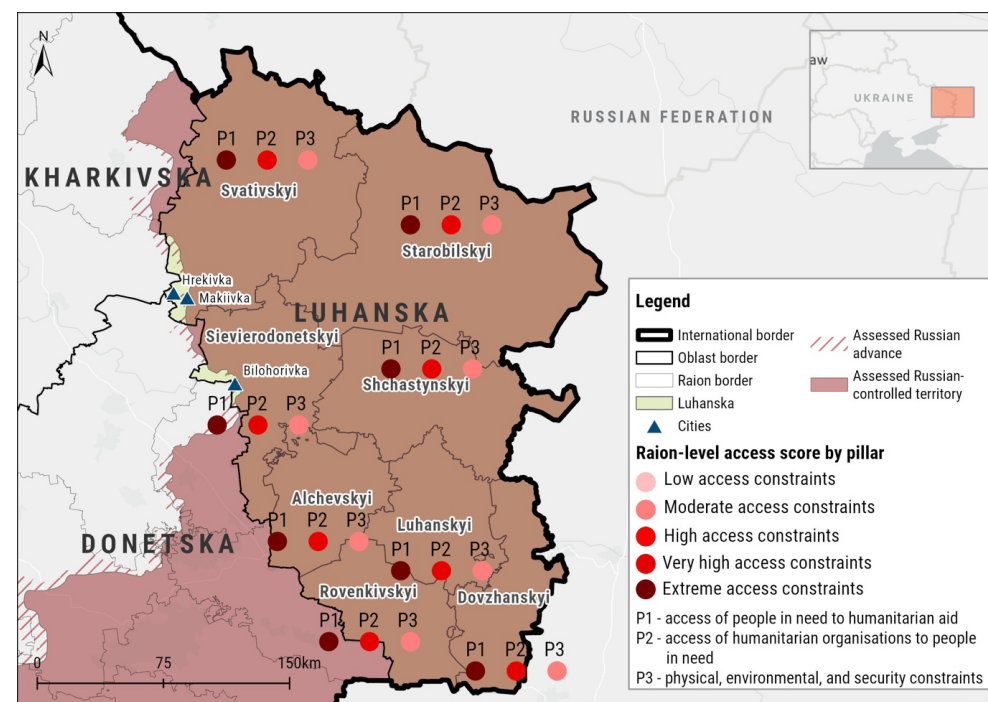 N
aw
UKRAINE
RUSSIAN FEDERATION
P1 P2 P3
Svativskyi
KHARKIVSKA
P1 P2 P3
Starobilskyi
Hrekivka
Makiivka
LUHANSKA
Sievierodonetskyi
P1 P2 P3
Shchastynskyi
Bilohorivka
P1 P2 P3
Alchevskyi
P1 P2 P3
Luhanskyi
P1 P2 P3
DONETSKA
Rovenkivskyi
Dovzhanskyi
P1 P2 P3
P1 P2 P3
0 75 150km
Legend
International border
Oblast border
Raion border
Luhanska
Cities
Assessed Russian
advance
Assessed Russian-
controlled territory
Raion-level access score by pillar
Low access constraints
Moderate access constraints
High access constraints
Very high access constraints
Extreme access constraints
P1 - access of people in need to humanitarian aid
P2 - access of humanitarian organisations to people
in need
P3 - physical, environmental, and security constraints